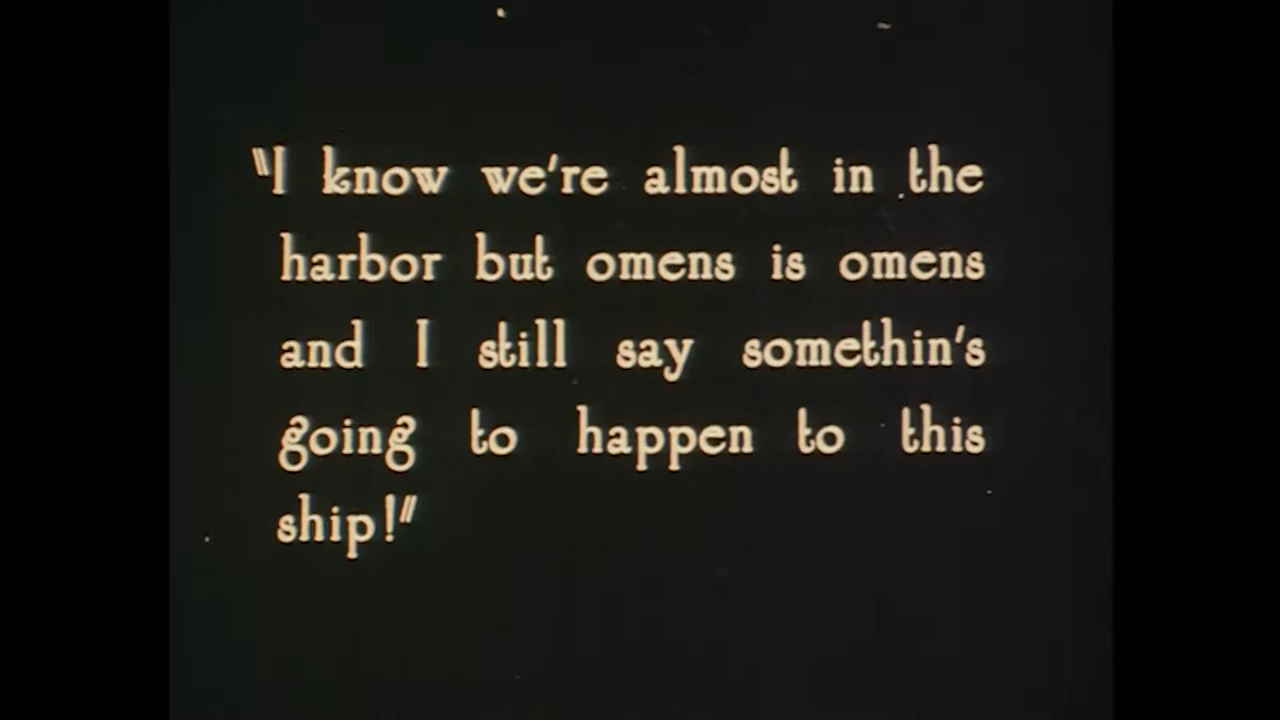 "I know we're almost in the
harbor but omens is omens
and I still say somethin's
going to happen to this
ship!"